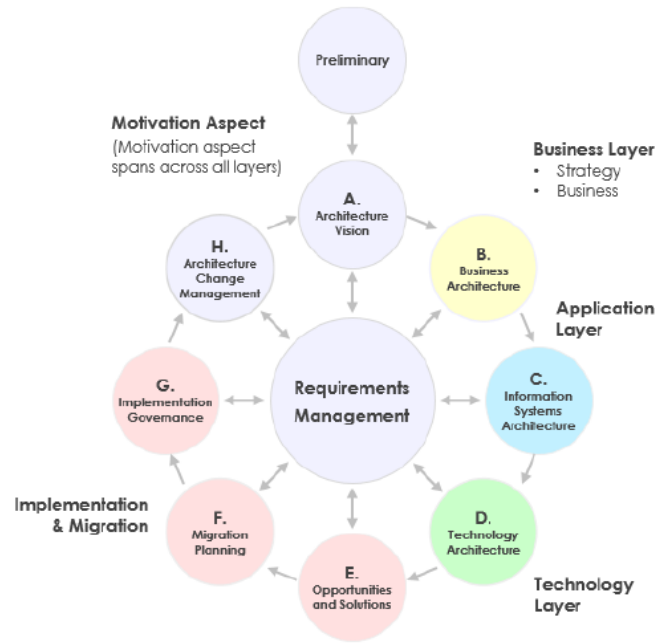 Preliminary
Motivation Aspect
(Motivation aspect
spans across all layers)
Business Layer
• Strategy
• Business
A.
Architecture
Vision
H.
Architecture
Change
Management
B.
Business
Architecture
Application
Layer
Requirements
Management
G.
Implementation
Governance
C.
Information
Systems
Architecture
Implementation
& Migration
F.
Migration
Planning
D.
Technology
Architecture
E.
Opportunities
and Solutions
Technology
Layer